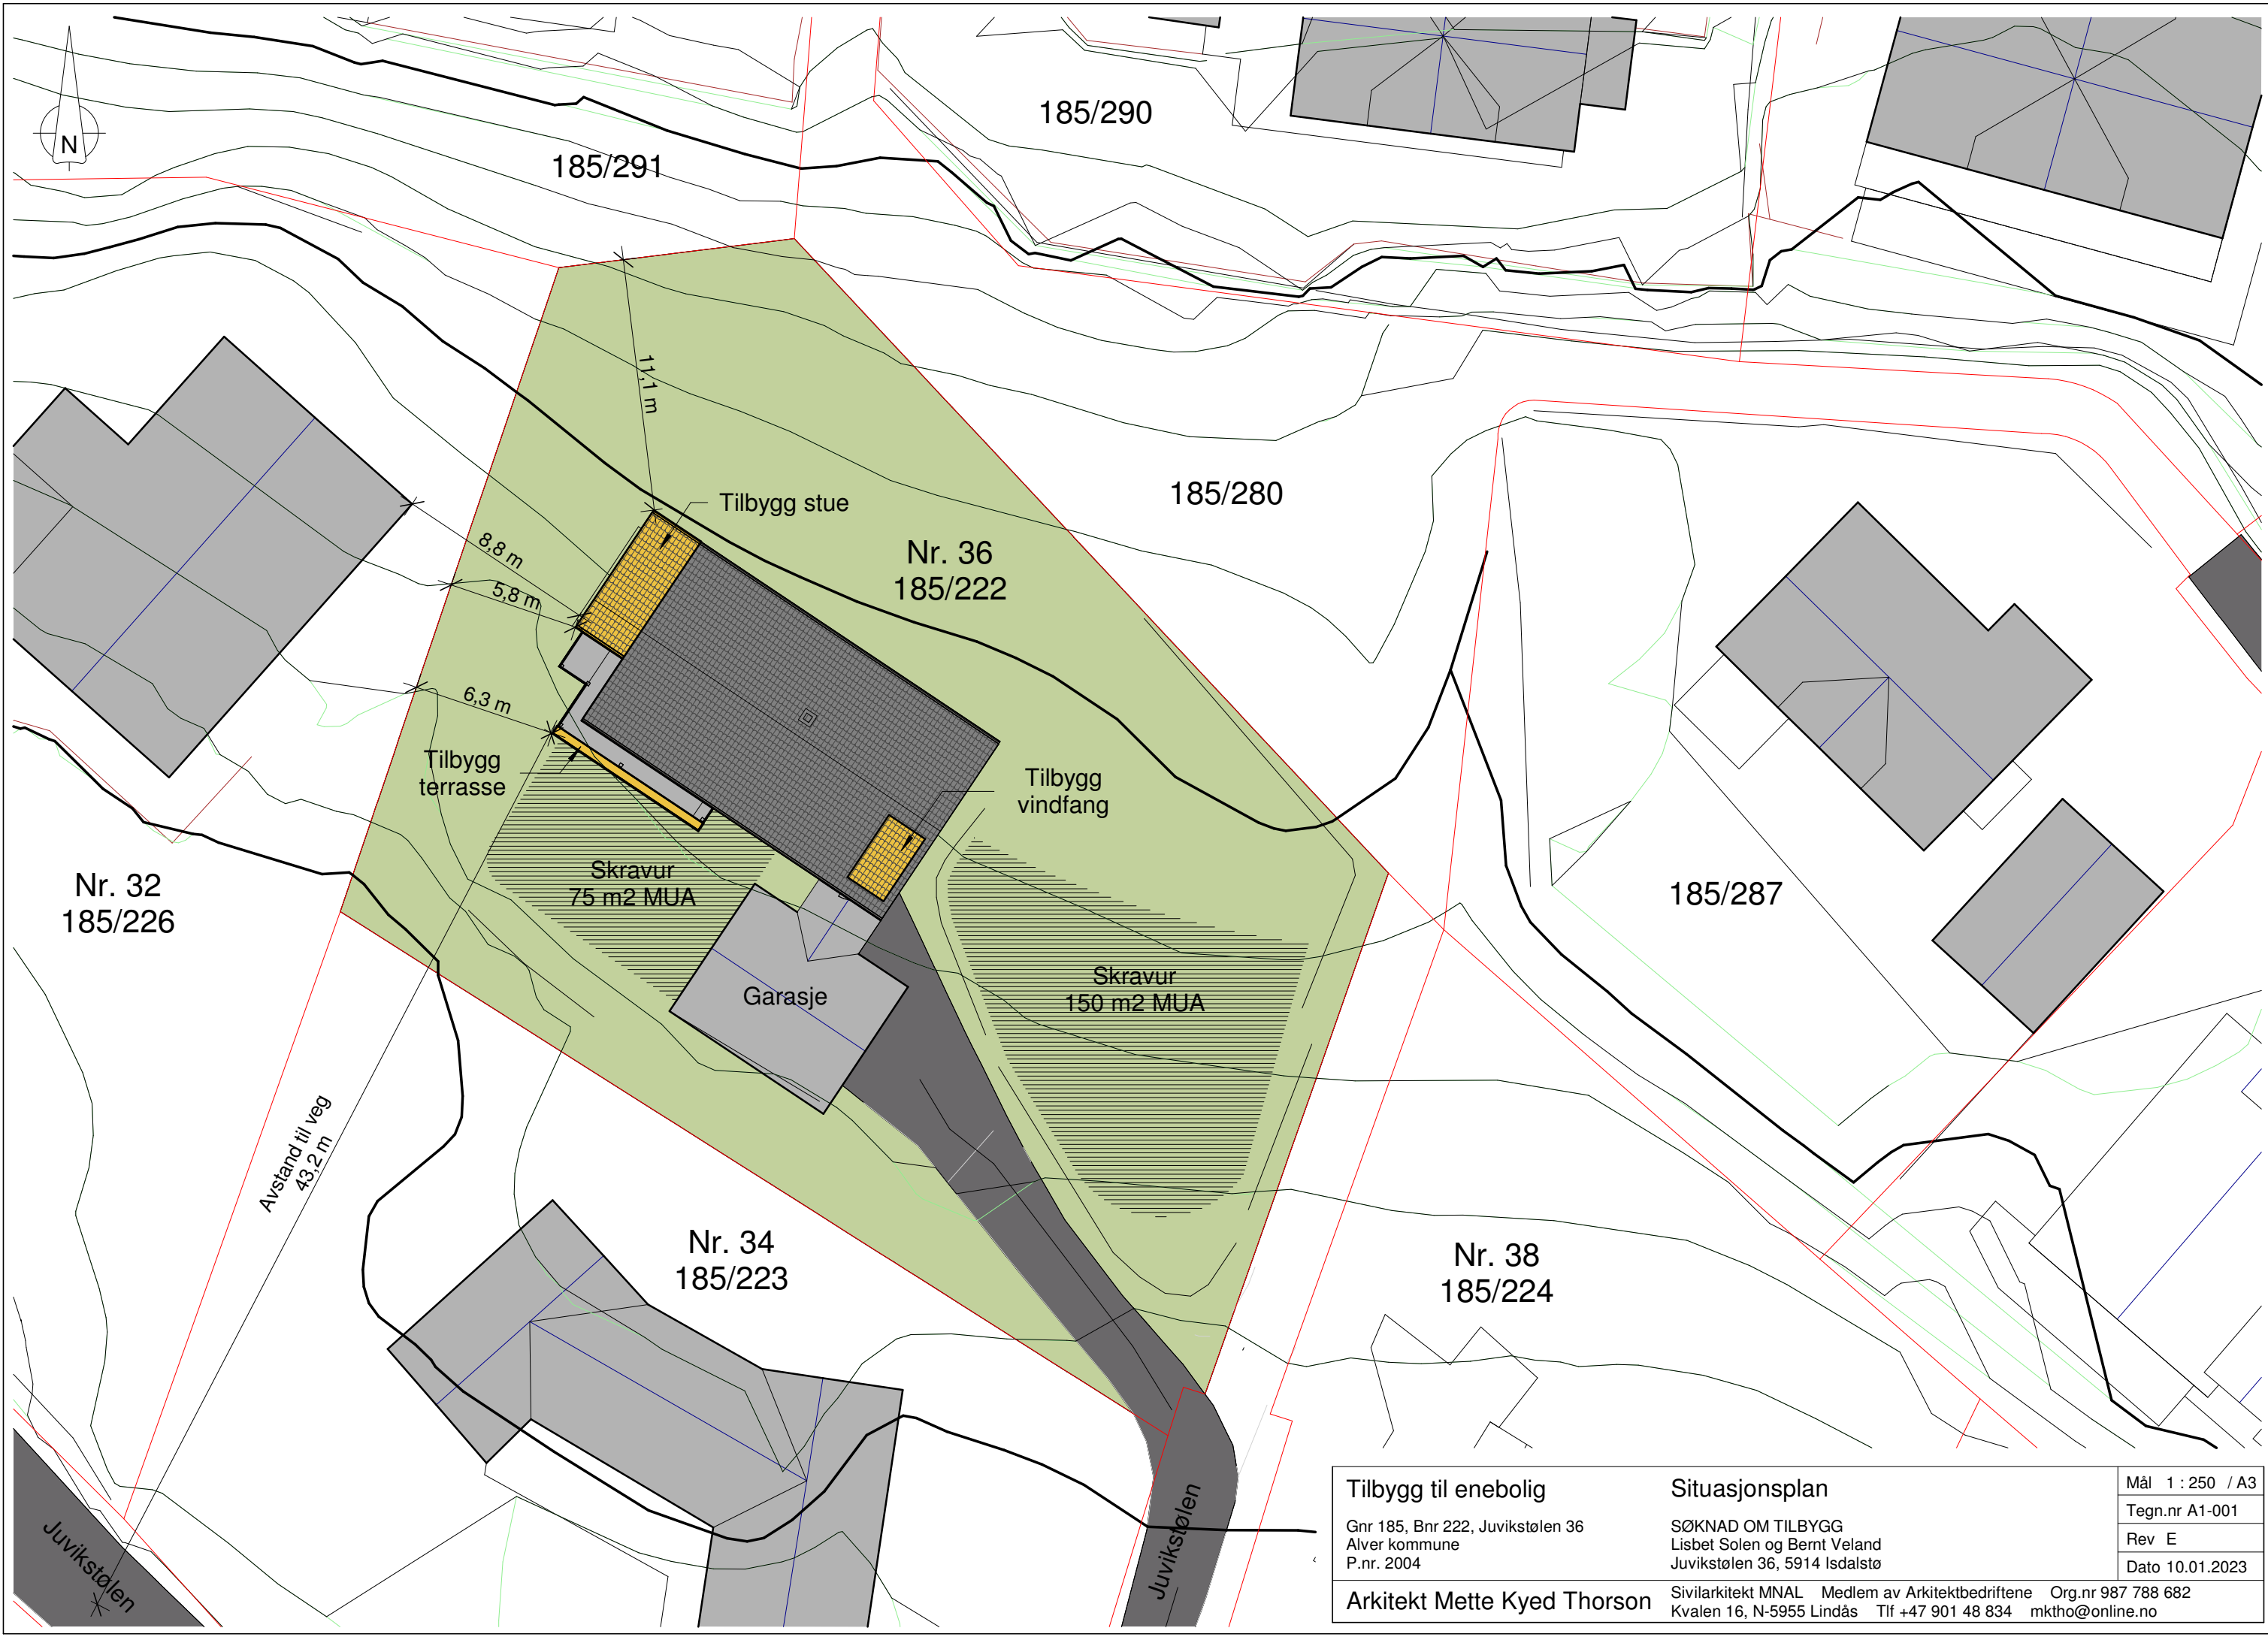 N
185/291
185/290
11,1 m
Tilbygg stue
8,8 m
5,8 m
Nr. 36
185/222
185/280
6,3 m
Tilbygg
terrasse
Tilbygg
vindfang
Skravur
75 m2 MUA
Nr. 32
185/226
185/287
Garasje
Skravur
150 m2 MUA
Avstand til veg
43,2 m
Nr. 34
185/223
Nr. 38
185/224
Juvikstølen
Juvikstølen
Tilbygg til enebolig
Gnr 185, Bnr 222, Juvikstølen 36
Alver kommune
P.nr. 2004
Situasjonsplan
SØKNAD OM TILBYGG
Lisbet Solen og Bernt Veland
Juvikstølen 36, 5914 Isdalstø
Mål 1 : 250 / A3
Tegn.nr A1-001
Rev E
Dato 10.01.2023
Arkitekt Mette Kyed Thorson
Sivilarkitekt MNAL Medlem av Arkitektbedriftene Org.nr 987 788 682
Kvalen 16, N-5955 Lindås Tlf +47 901 48 834 mktho@online.no